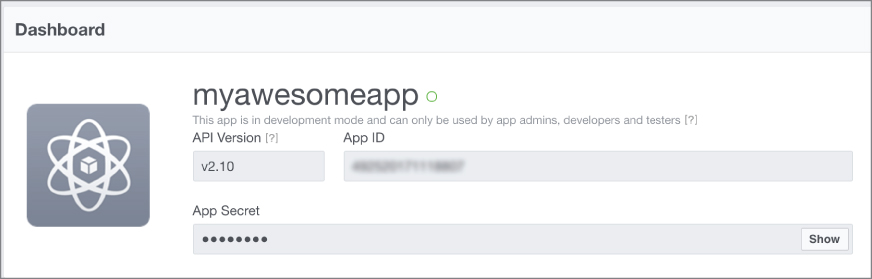 Dashboard
myawesomeapp
This app is in development mode and can only be used by app admins, developers and testers [?]
API Version [?] App ID
v2.10
App Secret
•••••••• Show